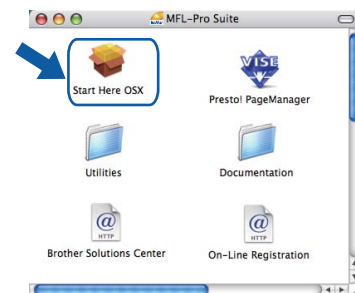 MFL-Pro Suite
Start Here OSX
VISE
Presto! PageManager
Utilities
Documentation
@
HTTP
@
HTTP
Brother Solutions Center
On-Line Registration